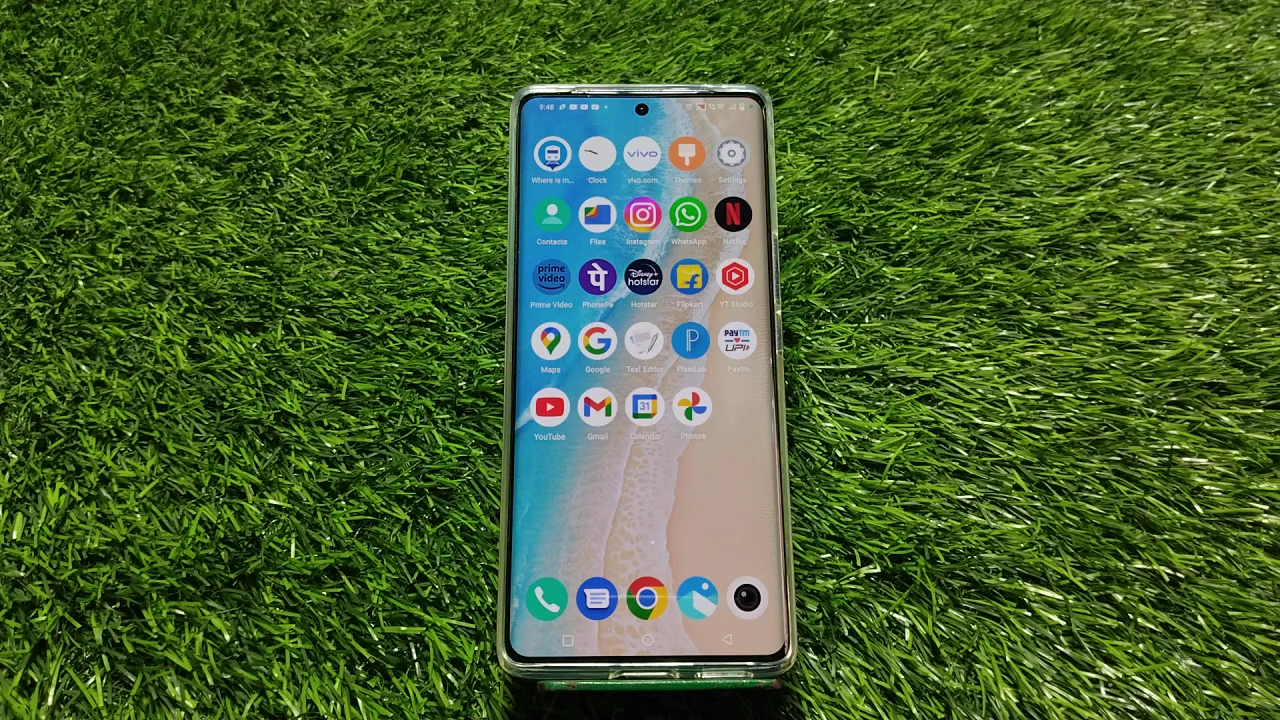 9:48
Where is m...
Clock
vivo
vivo.com
Themes
Settings
Contacts
Files
Instagram
WhatsApp
N
Netflix
prime
video
Prime Video
पे
PhonePe
Disney+
hotstar
Hotstar
f
Flipkart
YT Studio
Maps
G
Google
Text Editor
P
PixelLab
Paytm
UPI
Paytm
YouTube
Gmail
31
Calendar
Photos